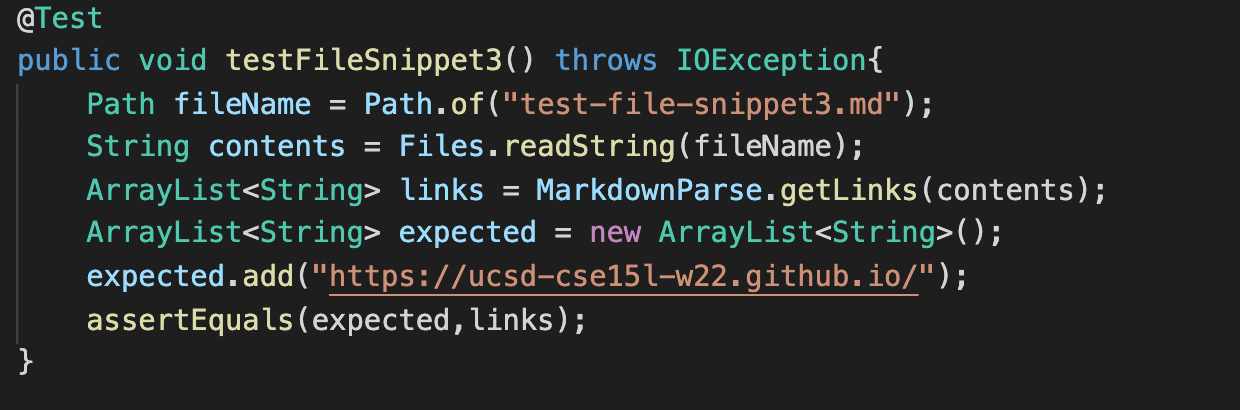 @Test
public void testFileSnippet3() throws IOException{
Path fileName = Path.of("test-file-snippet3.md");
String contents = Files.readString(fileName);
ArrayList<String> links = MarkdownParse.getLinks(contents);
ArrayList<String> expected = new ArrayList<String>();
expected.add("https://ucsd-cse15l-w22.github.io/");
assertEquals(expected,links);
}